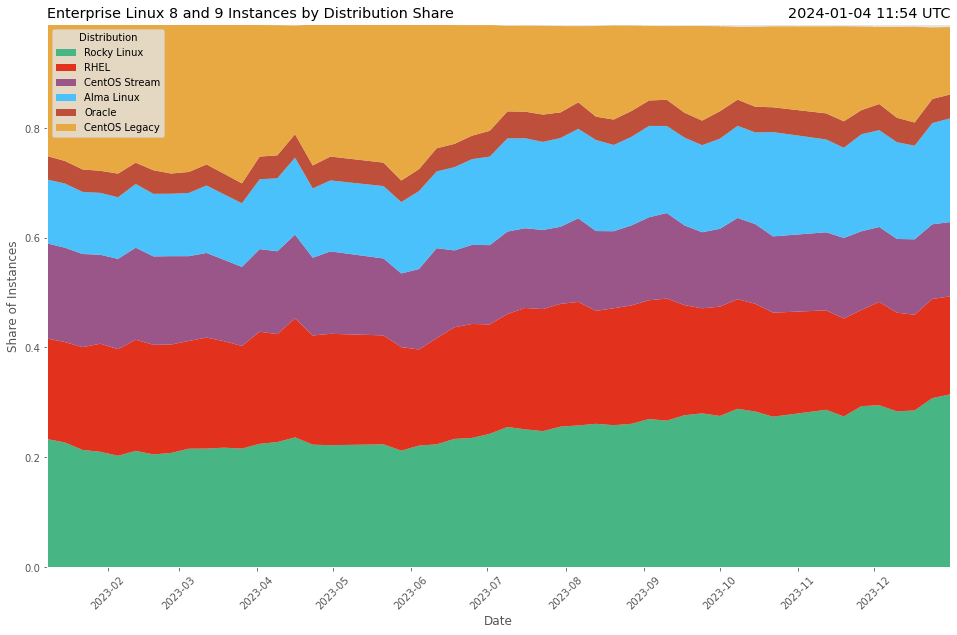 Enterprise Linux 8 and 9 Instances by Distribution Share
2024-01-04 11:54 UTC
Distribution
Rocky Linux
RHEL
CentOS Stream
Alma Linux
Oracle
CentOS Legacy
Share of Instances
0.8
0.6
0.4
0.2
0.0
2023-02
2023-03
2023-04
2023-05
2023-06
2023-07
2023-08
2023-09
2023-10
2023-11
2023-12
Date